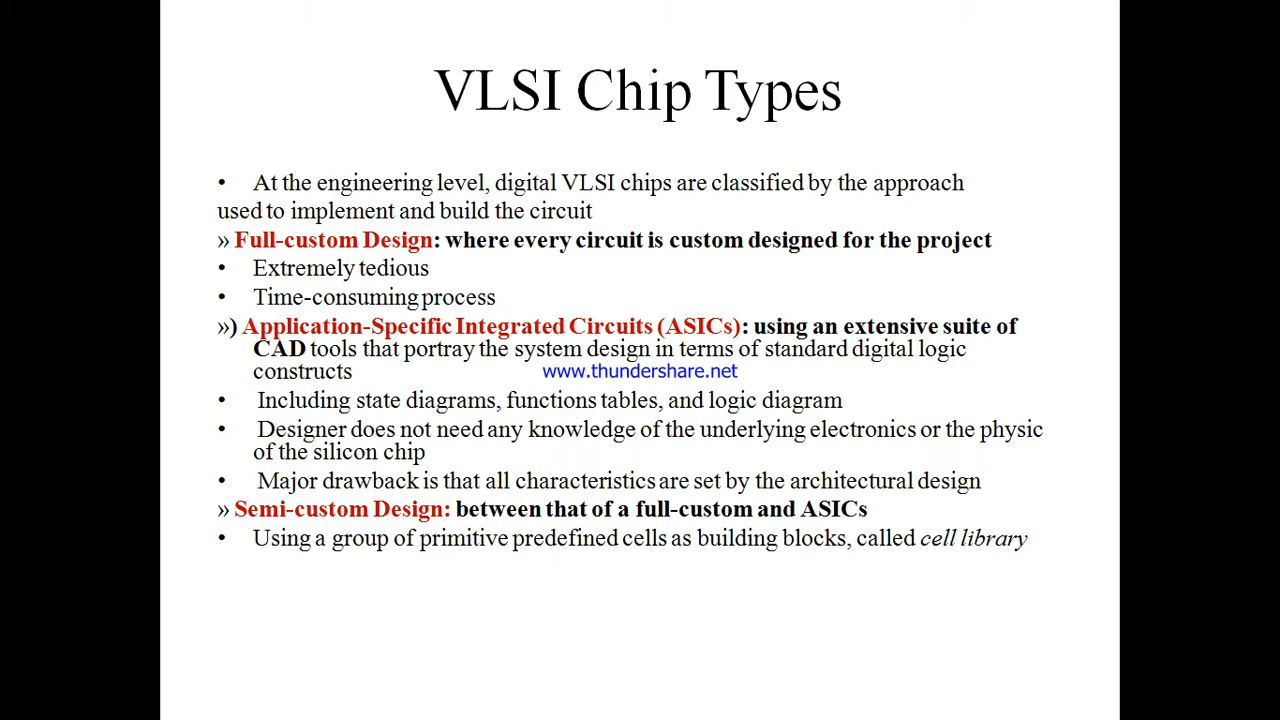 VLSI Chip Types
• At the engineering level, digital VLSI chips are classified by the approach
used to implement and build the circuit
» Full-custom Design: where every circuit is custom designed for the project
• Extremely tedious
• Time-consuming process
») Application-Specific Integrated Circuits (ASICs): using an extensive suite of
CAD tools that portray the system design in terms of standard digital logic
constructs
www.thundershare.net
• Including state diagrams, functions tables, and logic diagram
• Designer does not need any knowledge of the underlying electronics or the physic
of the silicon chip
• Major drawback is that all characteristics are set by the architectural design
» Semi-custom Design: between that of a full-custom and ASICs
• Using a group of primitive predefined cells as building blocks, called cell library